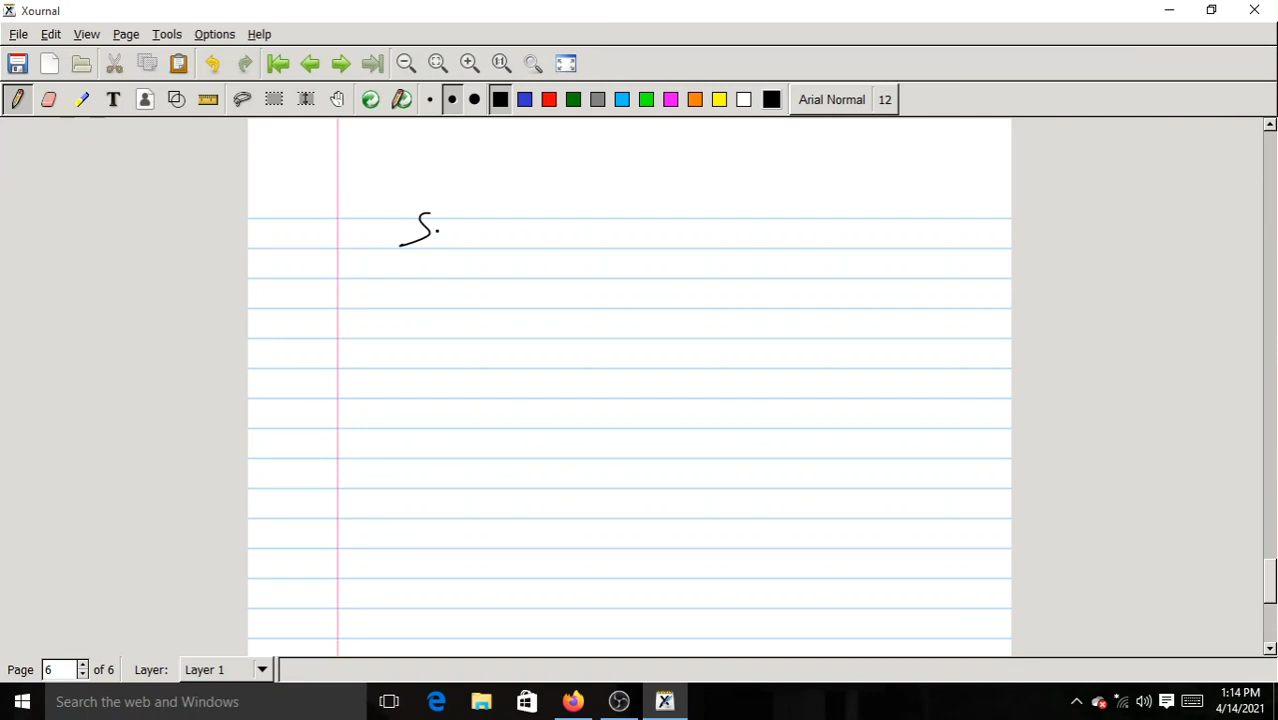 Xournal
File Edit View Page Tools Options Help
T Arial Normal 12
S.
Page 6 of 6 Layer: Layer 1
Search the web and Windows 1:14 PM
4/14/2021